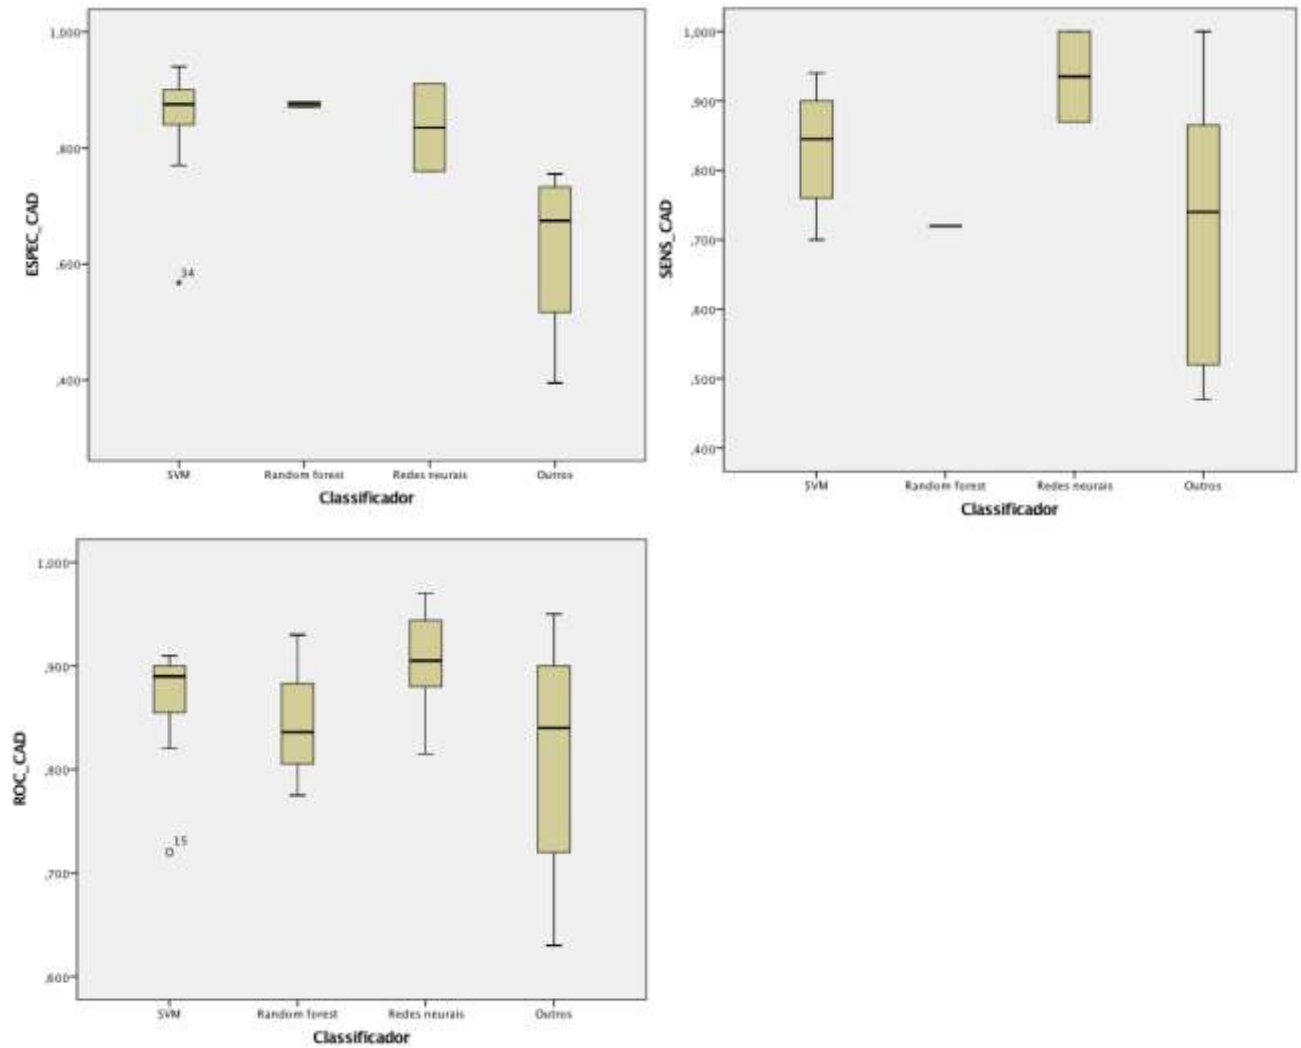 1,000
,800
,600
,400
ESPEC_CAD
34
SVM Random forest Redes neurais Outros
Classificador
1,000
,900
,800
,700
,600
,500
,400
SENS_CAD
SVM Random forest Redes neurais Outros
Classificador
1,000
,900
,800
,700
,600
ROC_CAD
15
SVM Random forest Redes neurais Outros
Classificador